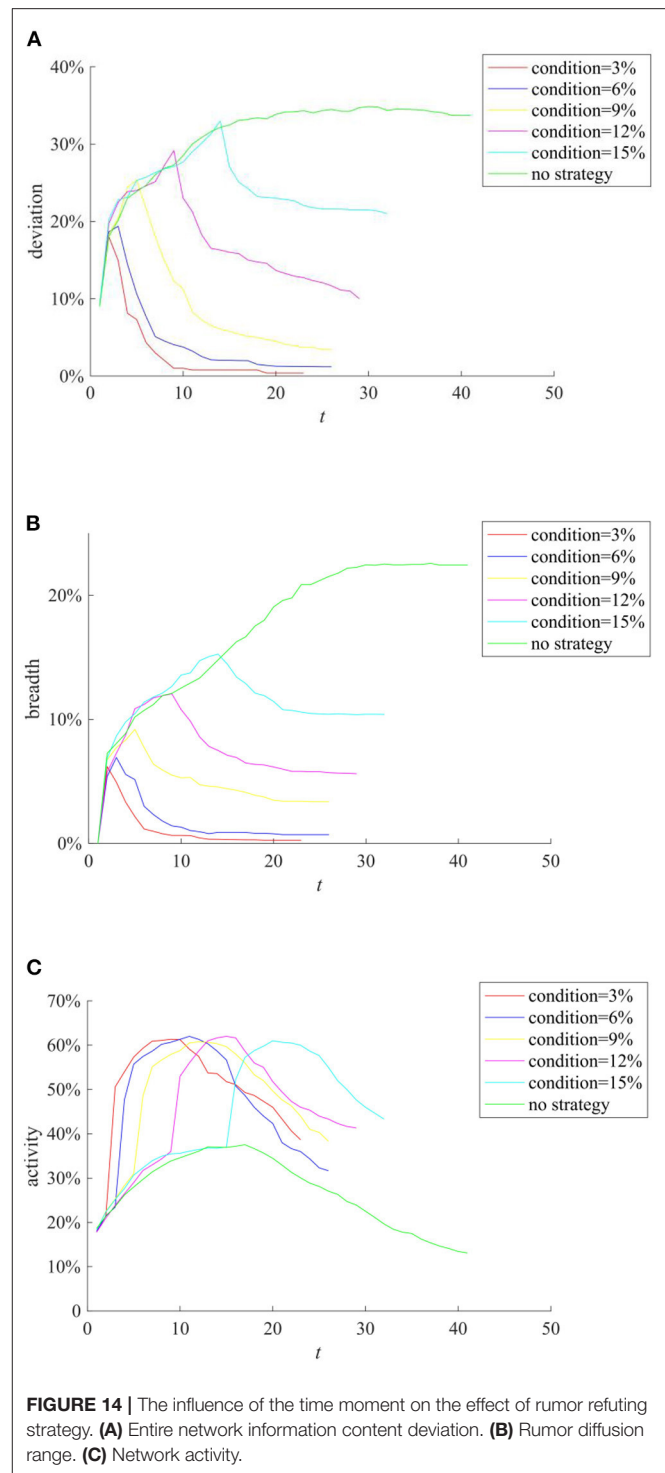 A
40%
30%
20%
10%
0%
deviation
0 10 20 30 40 50
t
condition=3%
condition=6%
condition=9%
condition=12%
condition=15%
no strategy
B
20%
10%
0%
breadth
0 10 20 30 40 50
t
condition=3%
condition=6%
condition=9%
condition=12%
condition=15%
no strategy
C
70%
60%
50%
40%
30%
20%
10%
0
activity
0 10 20 30 40 50
t
condition=3%
condition=6%
condition=9%
condition=12%
condition=15%
no strategy
FIGURE 14 | The influence of the time moment on the effect of rumor refuting
strategy. (A) Entire network information content deviation. (B) Rumor diffusion
range. (C) Network activity.